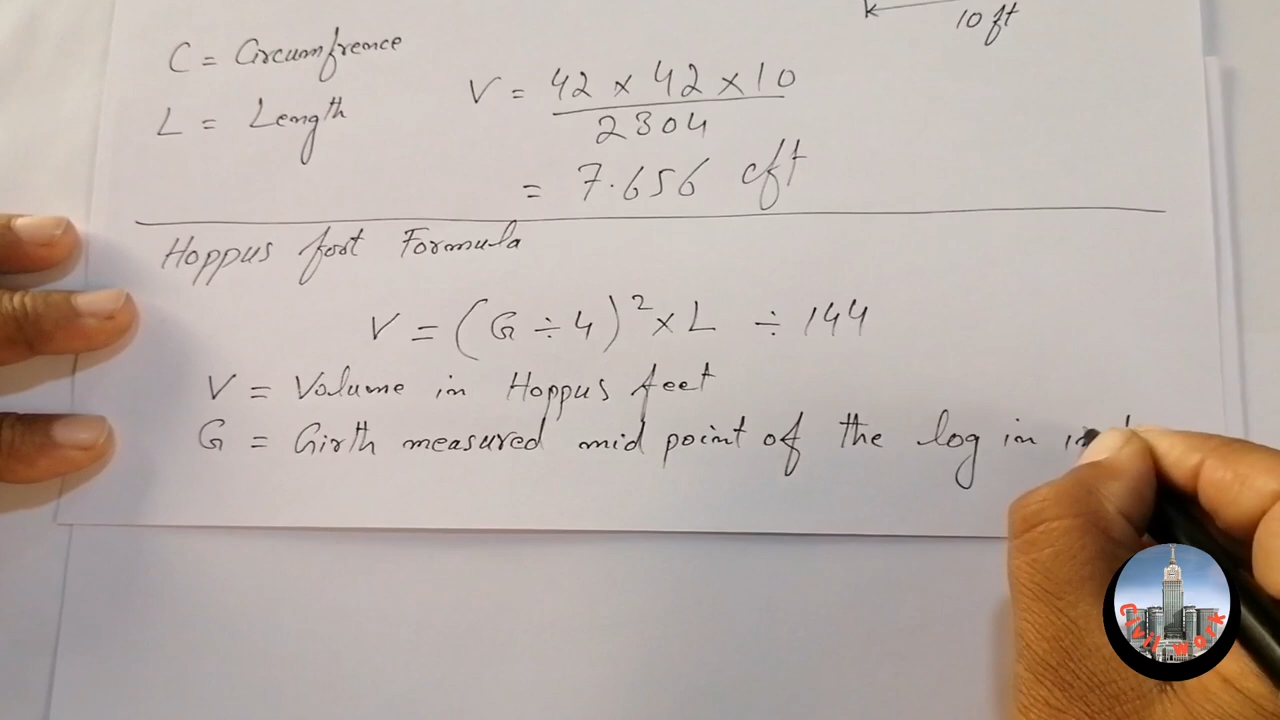 10 ft
C = Circumfrence
L = Length
V = 42 x 42 x 10
2304
= 7.656 cft
Hoppus foot Formula
V = (G ÷ 4)² x L ÷ 144
V = Volume in Hoppus feet
G = Girth measured mid point of the log in
Civil work